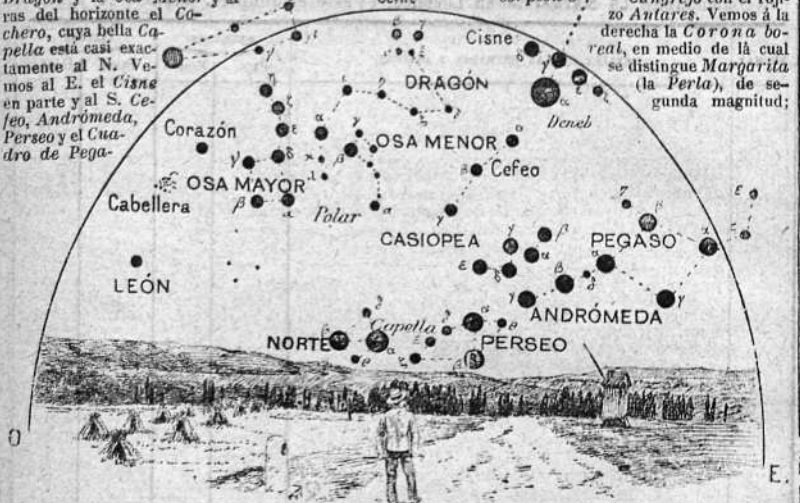 ras del horizonte el Co-
chero, cuya bella Ca-
pella está casi exac-
tamente al N. Ve-
mos al E. el Cisne
en parte y al S. Ce-
feo, Andrómeda,
Perseo y el Cua-
dro de Pega-
zo Antares. Vemos á la
derecha la Corona bo-
real, en medio de la cual
se distingue Margarita
(la Perla), de se-
gunda magnitud;
Cisne
DRAGÓN
Deneb
Corazón
OSA MENOR
Cefeo
OSA MAYOR
Cabellera
Polar
CASIOPEA
PEGASO
LEÓN
ANDRÓMEDA
NORTE
Capella
PERSEO
O
E.